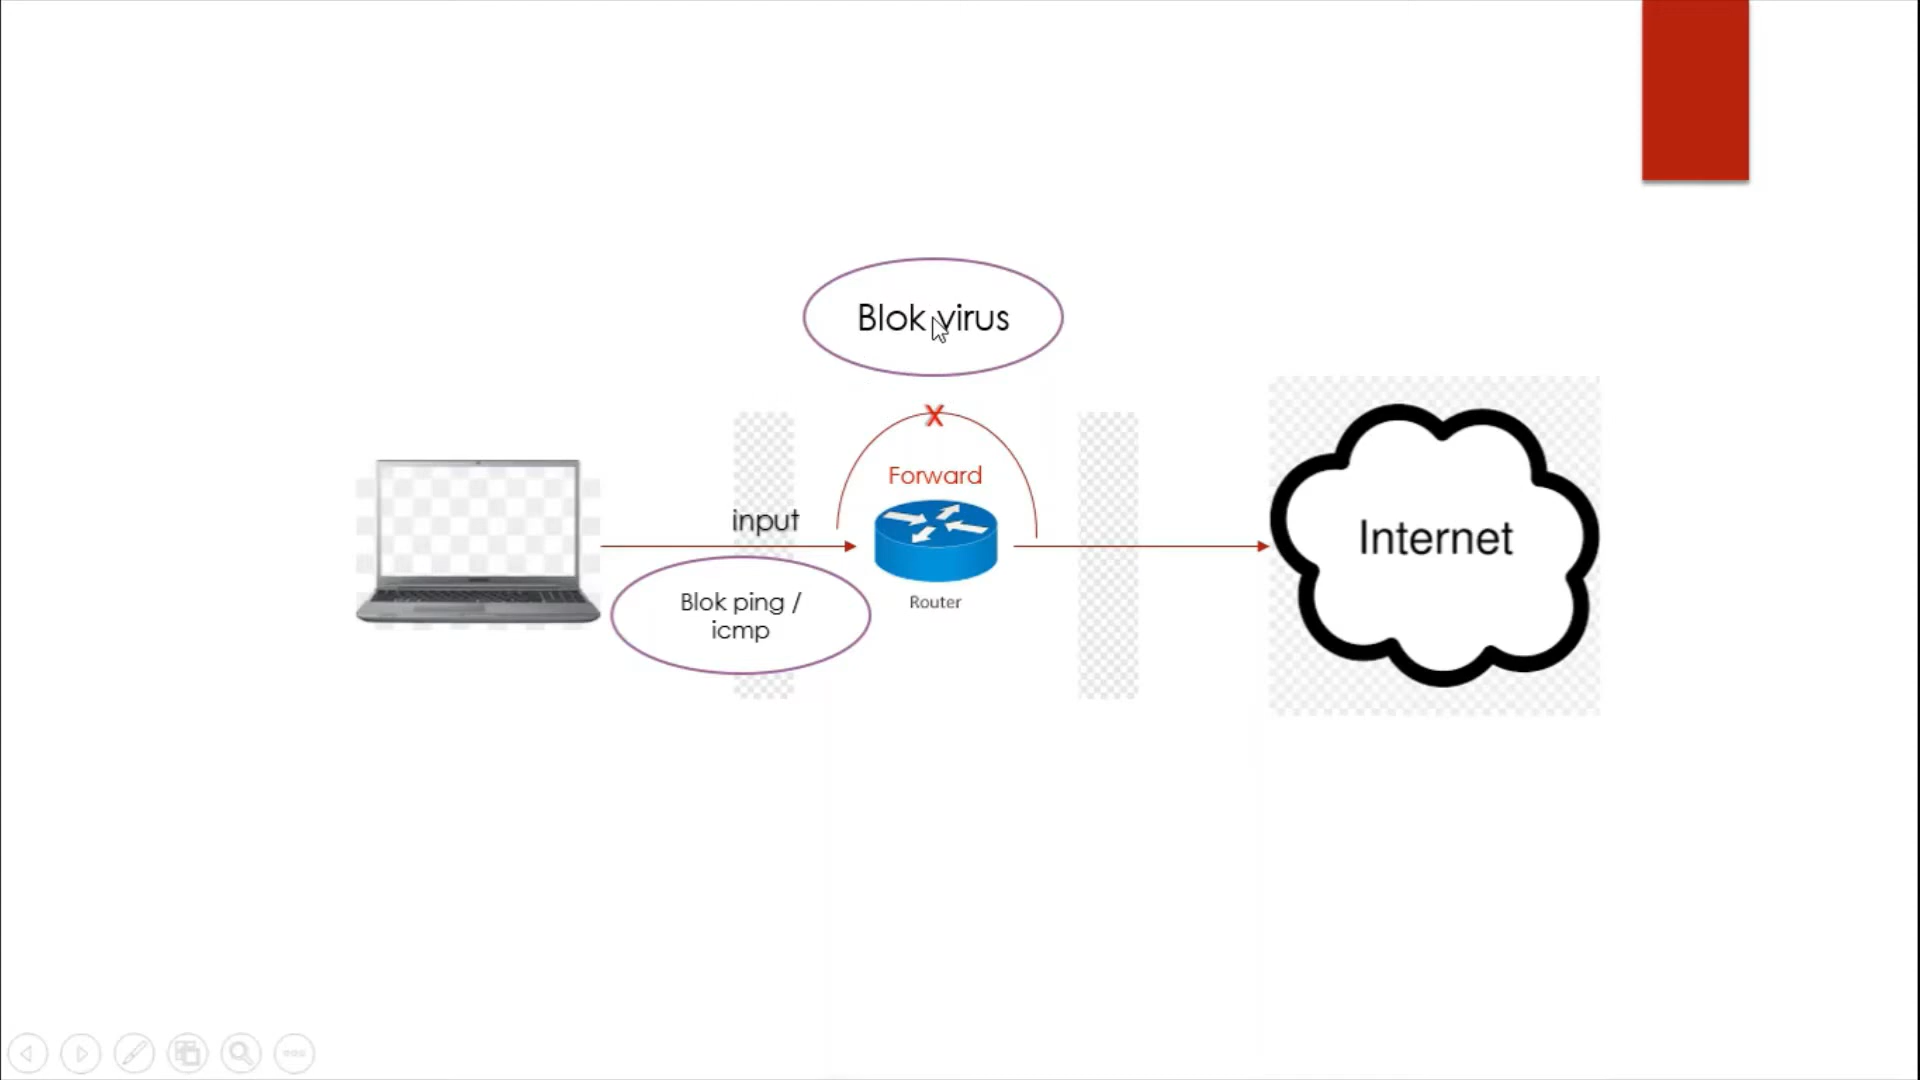 Blok virus
X
Forward
input
Blok ping /
icmp
Router
Internet